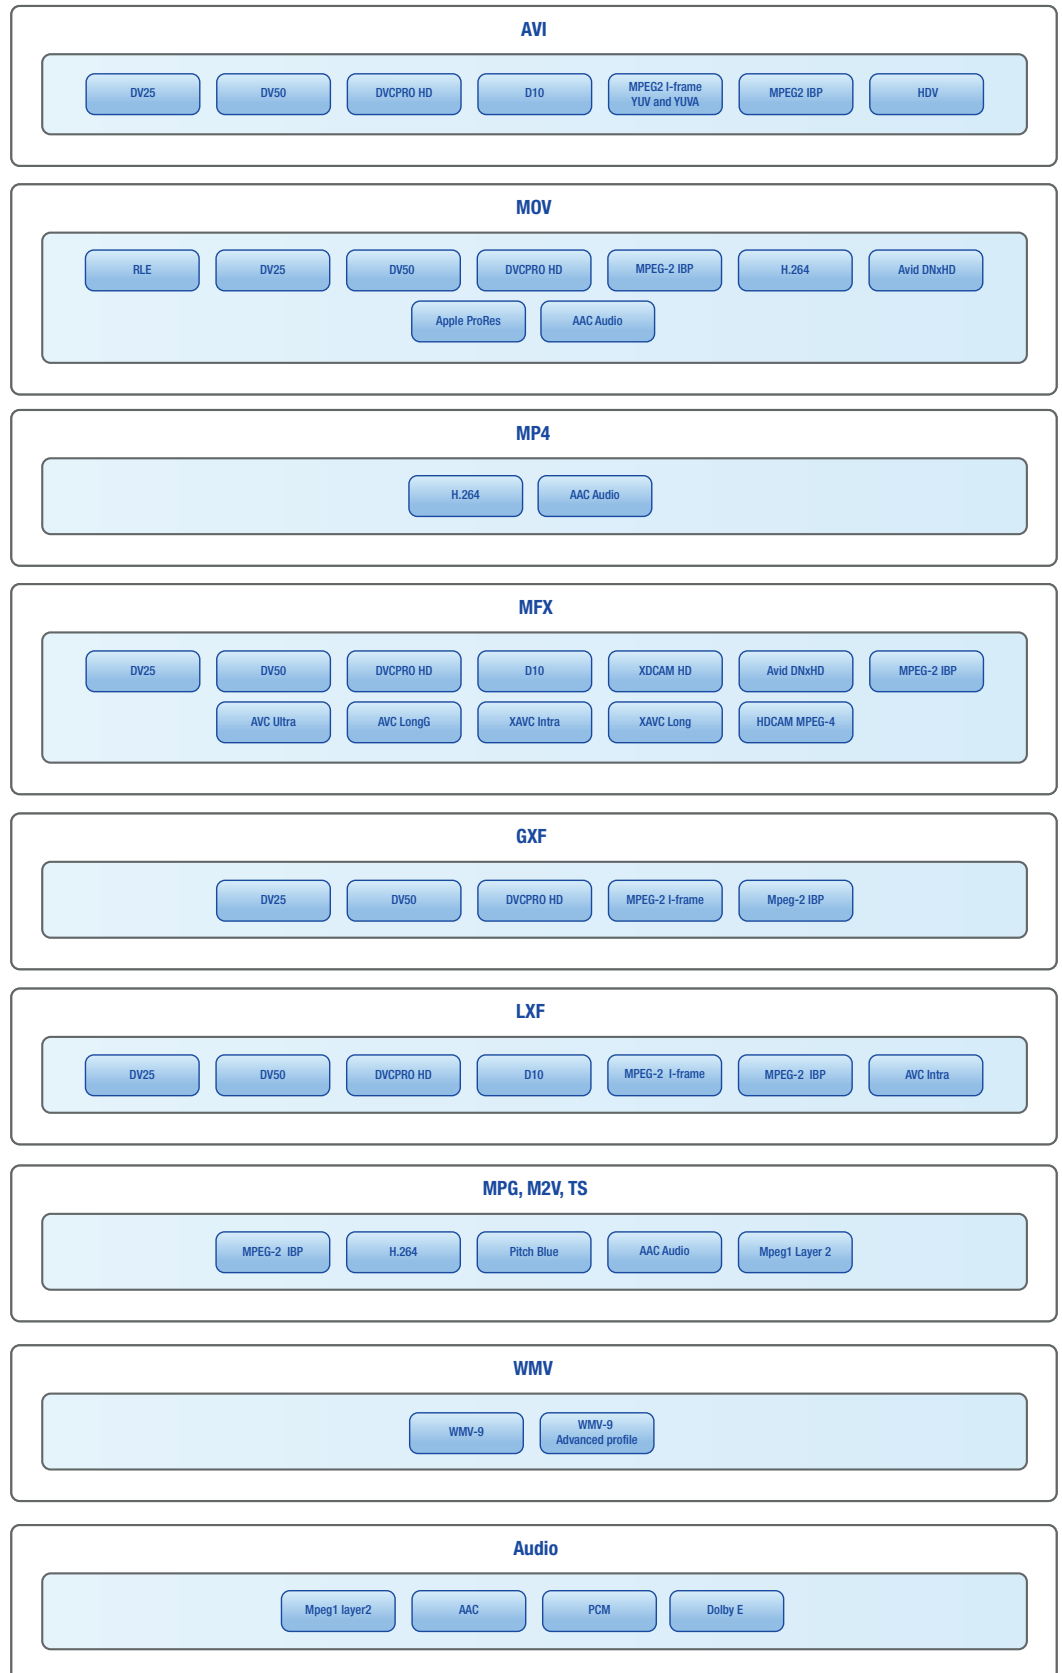 AVI
DV25 DV50 DVCPRO HD D10 MPEG2 I-frame YUV and YUVA MPEG2 IBP HDV
MOV
RLE DV25 DV50 DVCPRO HD MPEG-2 IBP H.264 Avid DNxHD
Apple ProRes AAC Audio
MP4
H.264 AAC Audio
MFX
DV25 DV50 DVCPRO HD D10 XDCAM HD Avid DNxHD MPEG-2 IBP
AVC Ultra AVC LongG XAVC Intra XAVC Long HDCAM MPEG-4
GXF
DV25 DV50 DVCPRO HD MPEG-2 I-frame Mpeg-2 IBP
LXF
DV25 DV50 DVCPRO HD D10 MPEG-2 I-frame MPEG-2 IBP AVC Intra
MPG, M2V, TS
MPEG-2 IBP H.264 Pitch Blue AAC Audio Mpeg1 Layer 2
WMV
WMV-9 WMV-9 Advanced profile
Audio
Mpeg1 layer2 AAC PCM Dolby E